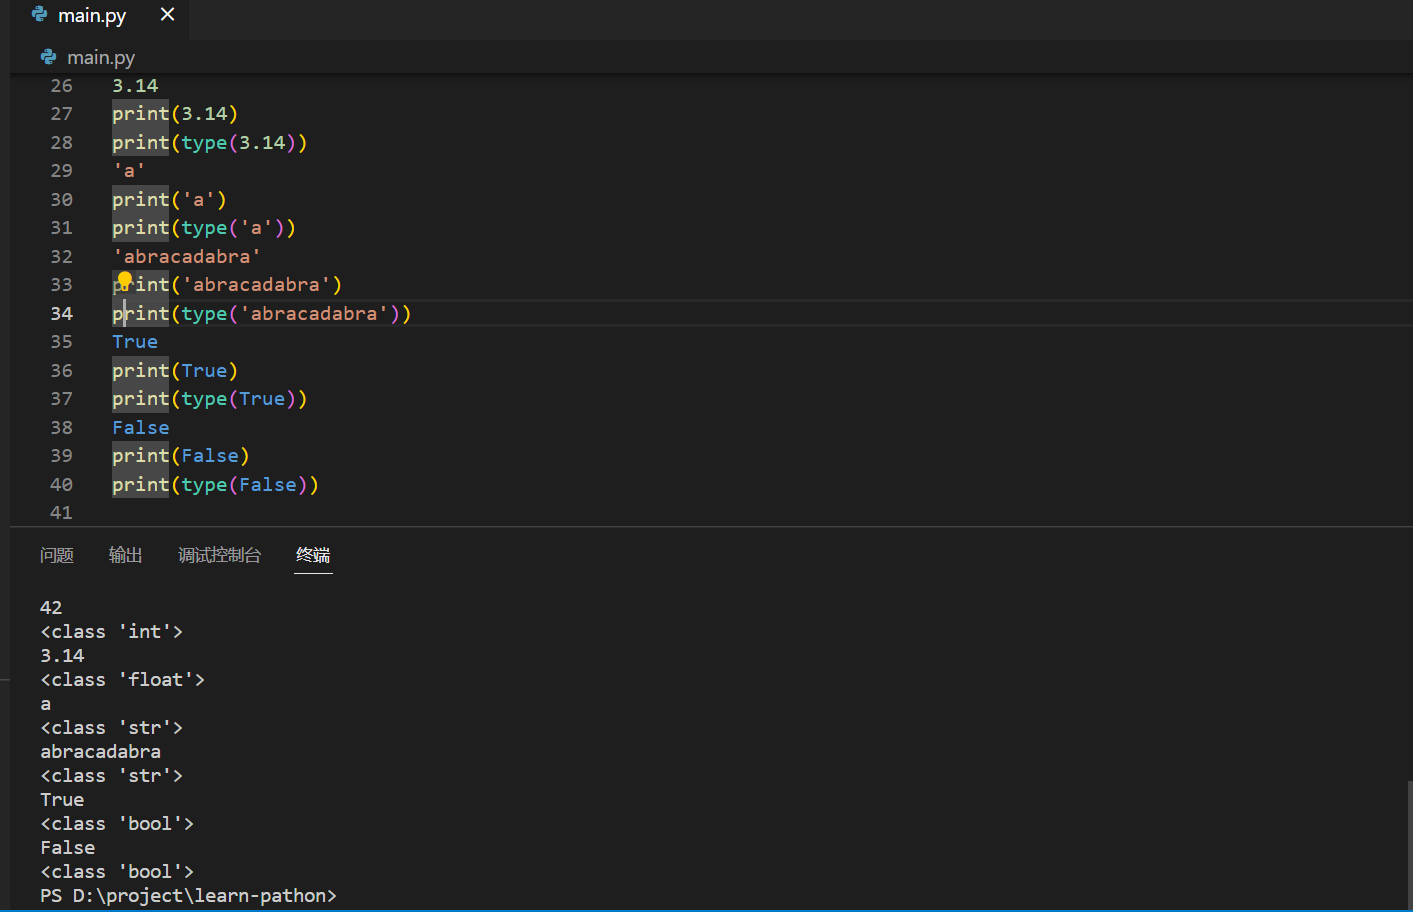 main.py
main.py
26 3.14
27 print(3.14)
28 print(type(3.14))
29 'a'
30 print('a')
31 print(type('a'))
32 'abracadabra'
33 print('abracadabra')
34 print(type('abracadabra'))
35 True
36 print(True)
37 print(type(True))
38 False
39 print(False)
40 print(type(False))
41
问题 输出 调试控制台 终端
42
<class 'int'>
3.14
<class 'float'>
a
<class 'str'>
abracadabra
<class 'str'>
True
<class 'bool'>
False
<class 'bool'>
PS D:\project\learn-pathon>